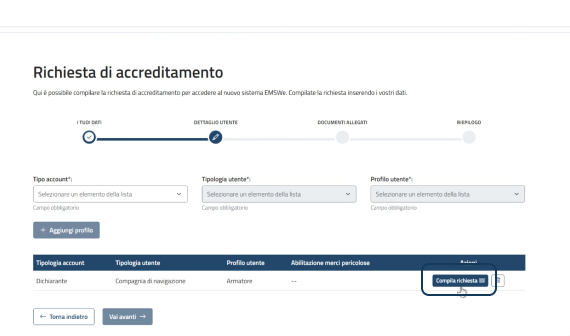 Richiesta di accreditamento
Qui è possibile compilare la richiesta di accreditamento per accedere al nuovo sistema EMSWe. Compilate la richiesta inserendo i vostri dati.
I TUOI DATI DETTAGLIO UTENTE DOCUMENTI ALLEGATI RIEPILOGO
Tipo account*: Tipologia utente*: Profilo utente*:
Selezionare un elemento della lista Selezionare un elemento della lista Selezionare un elemento della lista
Campo obbligatorio Campo obbligatorio Campo obbligatorio
+ Aggiungi profilo
Tipologia account Tipologia utente Profilo utente Abilitazione merci pericolose Azioni
Dichiarante Compagnia di navigazione Armatore -- Compila richiesta
← Torna indietro Vai avanti →